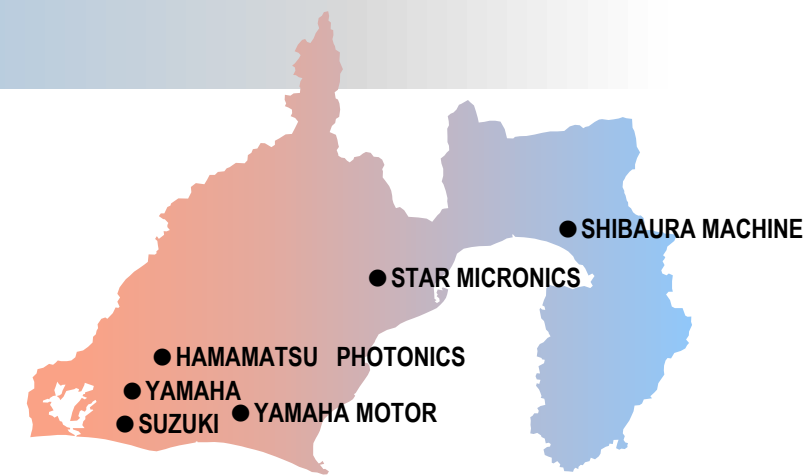 SHIBAURA MACHINE
STAR MICRONICS
HAMAMATSU PHOTONICS
YAMAHA
YAMAHA MOTOR
SUZUKI